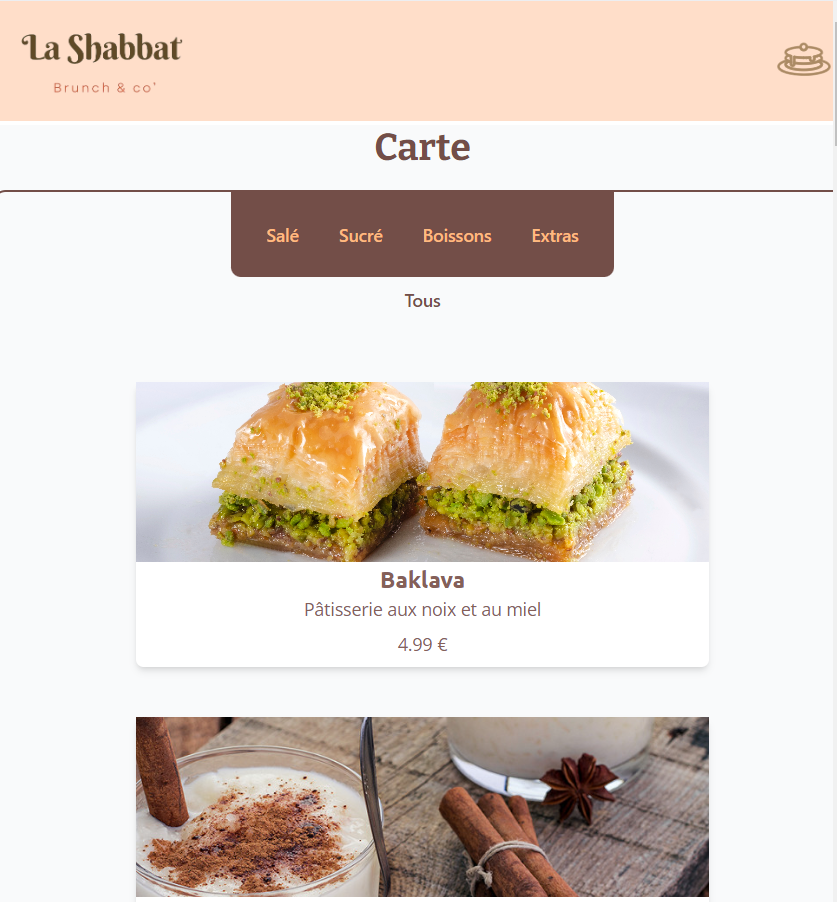 La Shabbat
Brunch & co'
Carte
Salé Sucré Boissons Extras
Tous
Baklava
Pâtisserie aux noix et au miel
4.99 €